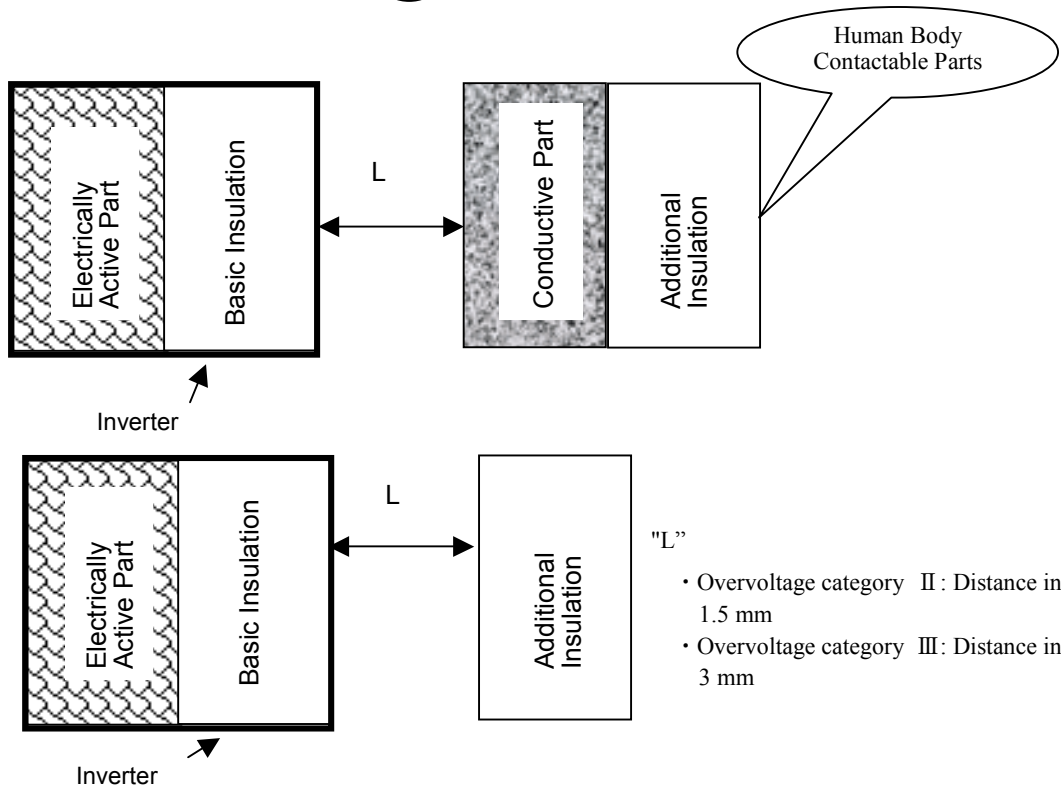 Human Body
Contactable Parts
Electrically
Active Part
Basic Insulation
L
Conductive Part
Additional
Insulation
Inverter
Electrically
Active Part
Basic Insulation
L
Additional
Insulation
"L”
・Overvoltage category Ⅱ: Distance in
1.5 mm
・Overvoltage category Ⅲ: Distance in
3 mm
Inverter